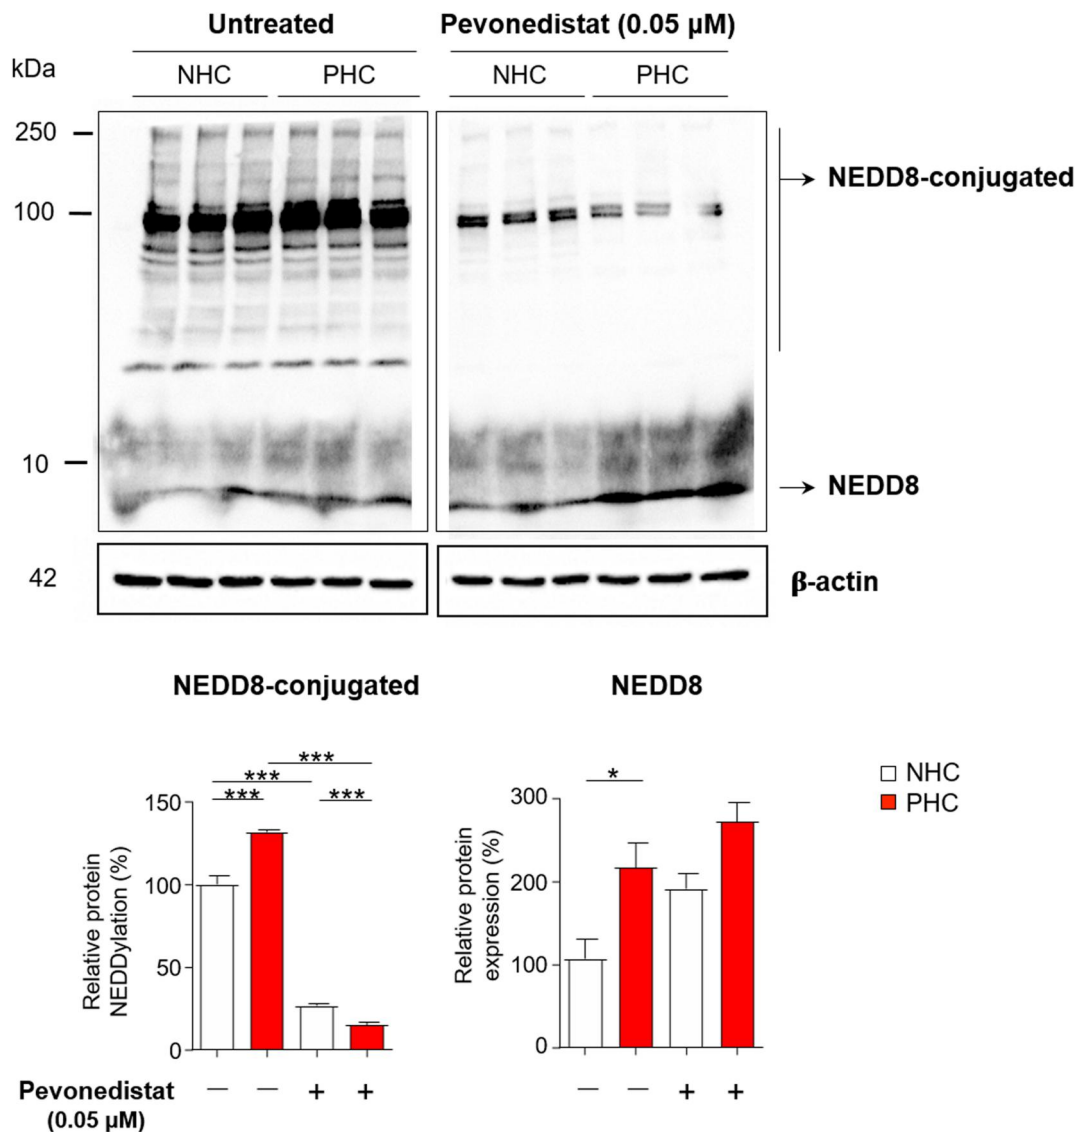 Untreated
Pevonedistat (0.05 µM)
kDa
NHC
PHC
NHC
PHC
250
100
10
42
NEDD8-conjugated
NEDD8
β-actin
NEDD8-conjugated
NEDD8
***
***
***
***
150
100
50
0
Relative protein
NEDDylation (%)
*
300
200
100
0
Relative protein
expression (%)
NHC
PHC
Pevonedistat
(0.05 µM)
— — + +
— — + +